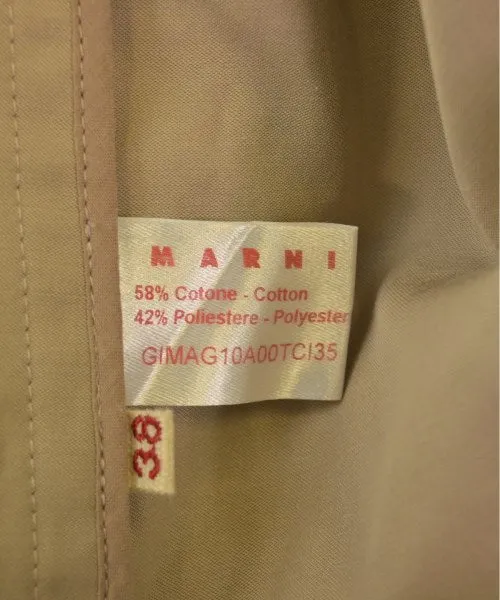 MARNI
58% Cotone - Cotton
42% Poliestere - Polyester
GIMAG10A00TCI35
38